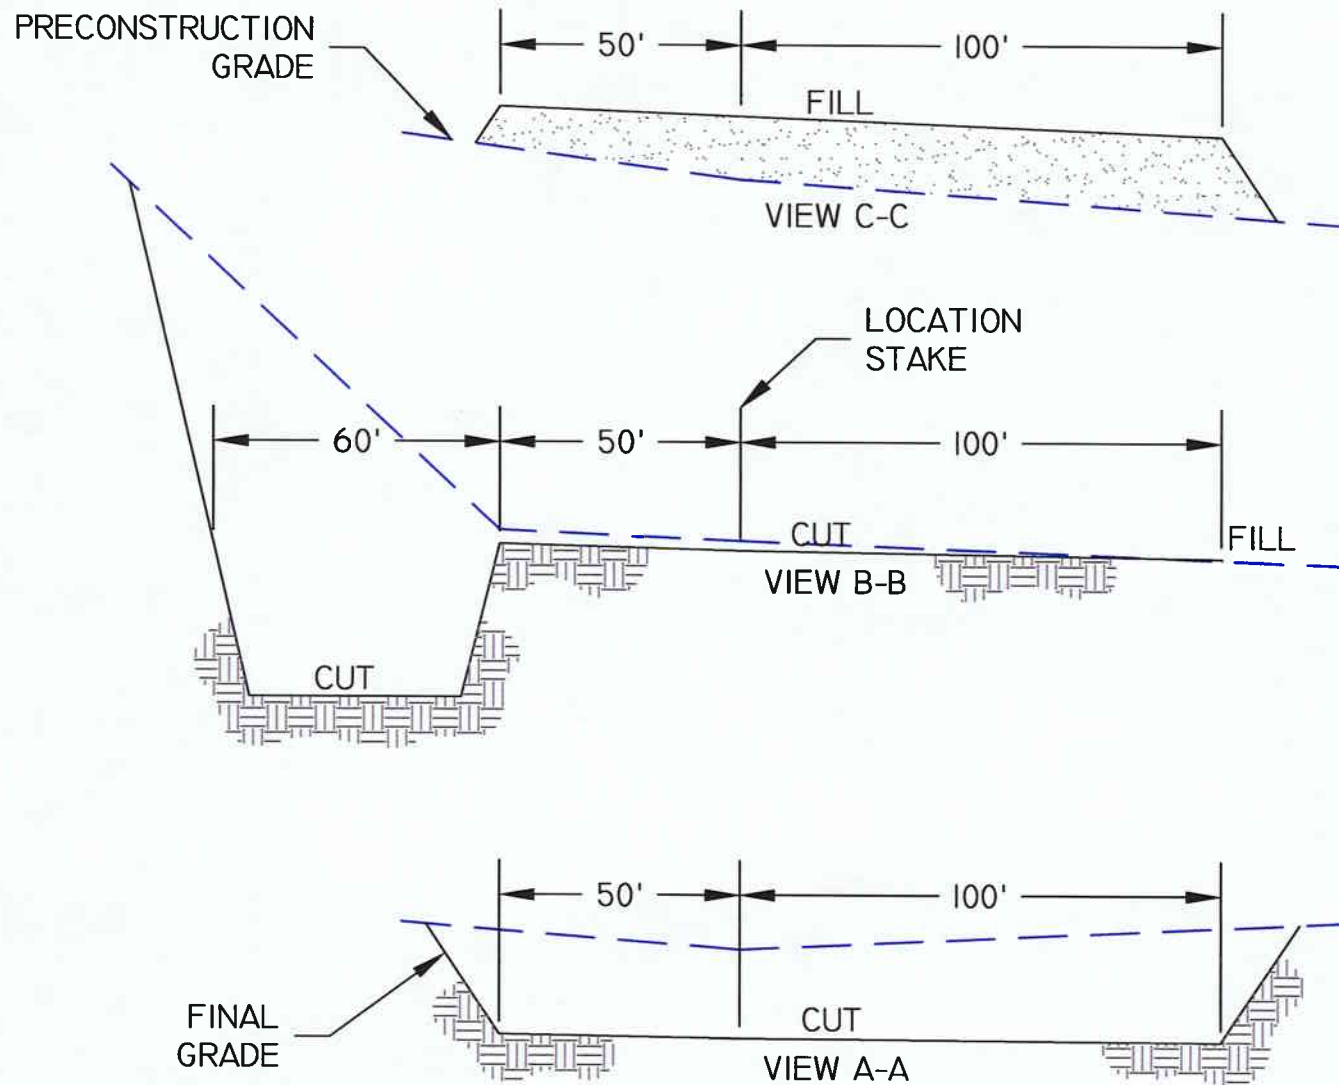 PRECONSTRUCTION
GRADE
50'
100'
FILL
VIEW C-C
LOCATION
STAKE
60'
50'
100'
CUT
FILL
VIEW B-B
CUT
50'
100'
FINAL
GRADE
CUT
VIEW A-A